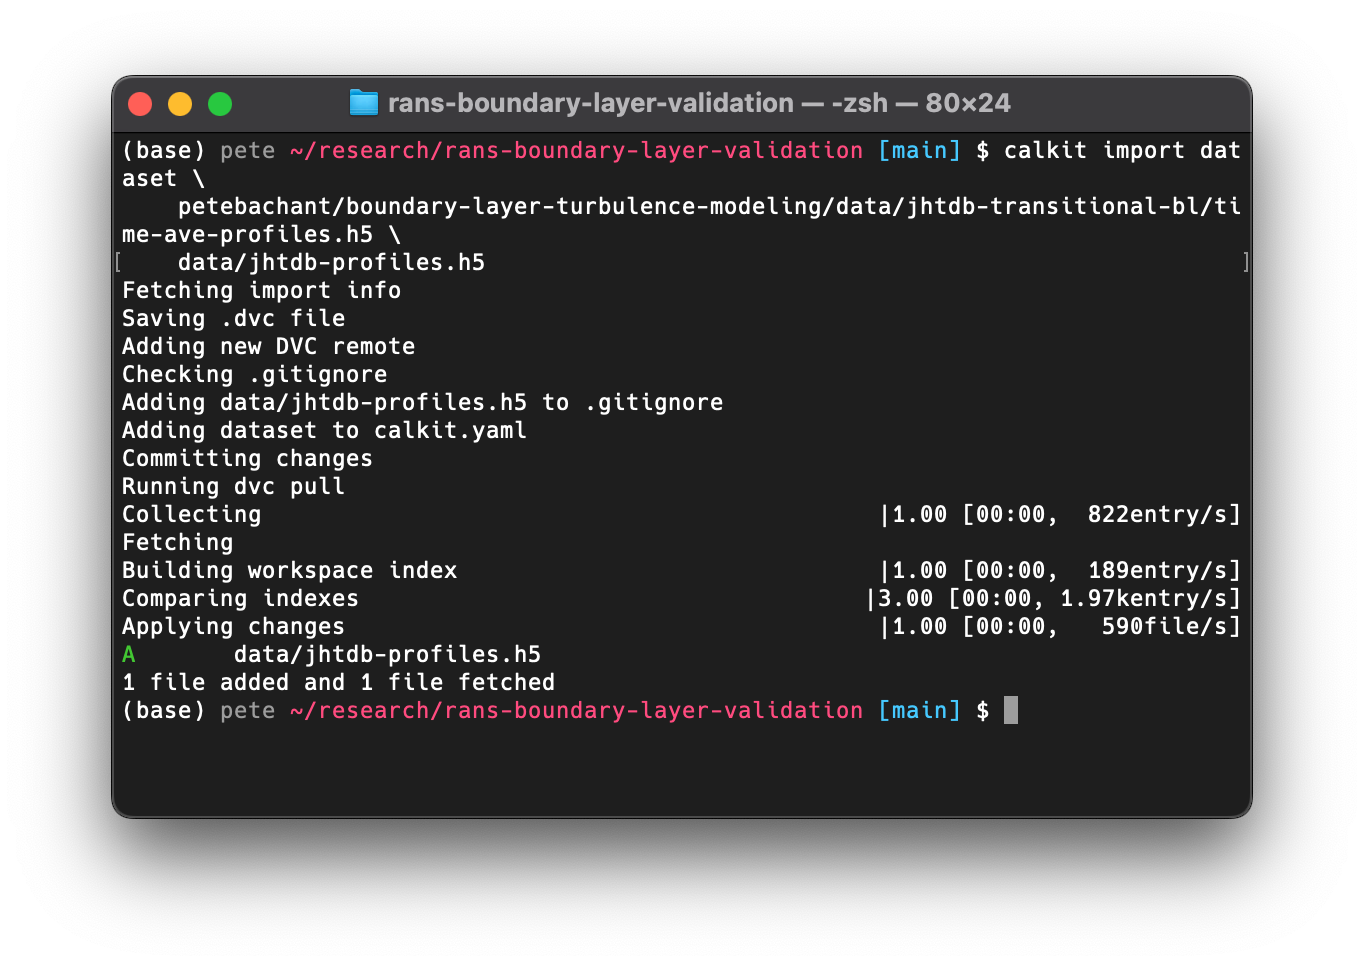 rans-boundary-layer-validation — -zsh — 80×24
(base) pete ~/research/rans-boundary-layer-validation [main] $ calkit import dat
aset \
    petebachant/boundary-layer-turbulence-modeling/data/jhtdb-transitional-bl/ti
me-ave-profiles.h5 \
[    data/jhtdb-profiles.h5                                                      ]
Fetching import info
Saving .dvc file
Adding new DVC remote
Checking .gitignore
Adding data/jhtdb-profiles.h5 to .gitignore
Adding dataset to calkit.yaml
Committing changes
Running dvc pull
Collecting                                            |1.00 [00:00,  822entry/s]
Fetching
Building workspace index                              |1.00 [00:00,  189entry/s]
Comparing indexes                                    |3.00 [00:00, 1.97kentry/s]
Applying changes                                      |1.00 [00:00,   590file/s]
A       data/jhtdb-profiles.h5
1 file added and 1 file fetched
(base) pete ~/research/rans-boundary-layer-validation [main] $